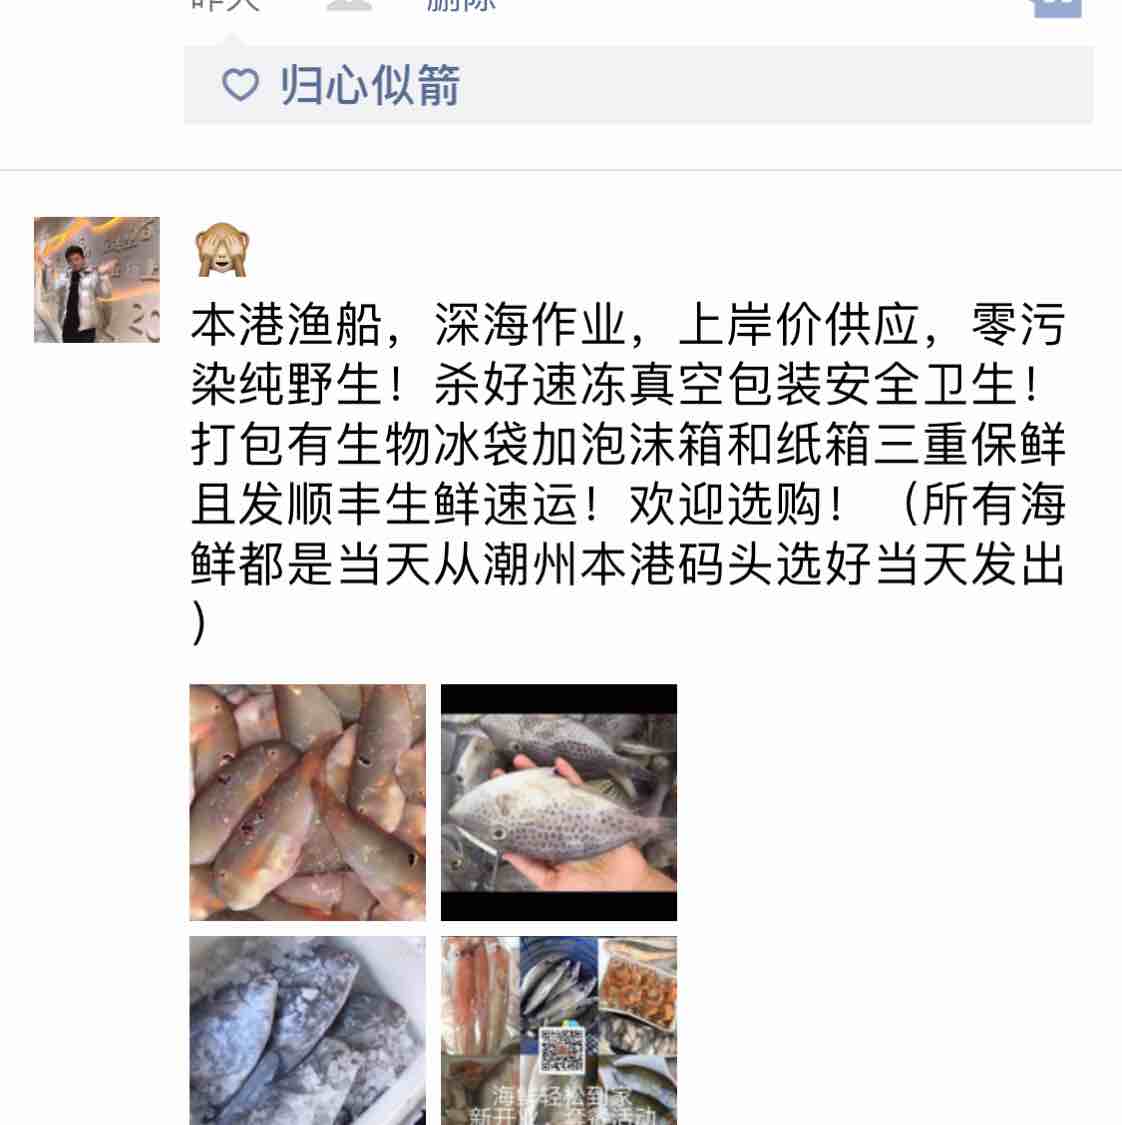 昨天 删除
归心似箭
本港渔船，深海作业，上岸价供应，零污
染纯野生！杀好速冻真空包装安全卫生！
打包有生物冰袋加泡沫箱和纸箱三重保鲜
且发顺丰生鲜速运！欢迎选购！（所有海
鲜都是当天从潮州本港码头选好当天发出
）
海鲜轻松到家
新开业，套餐活动